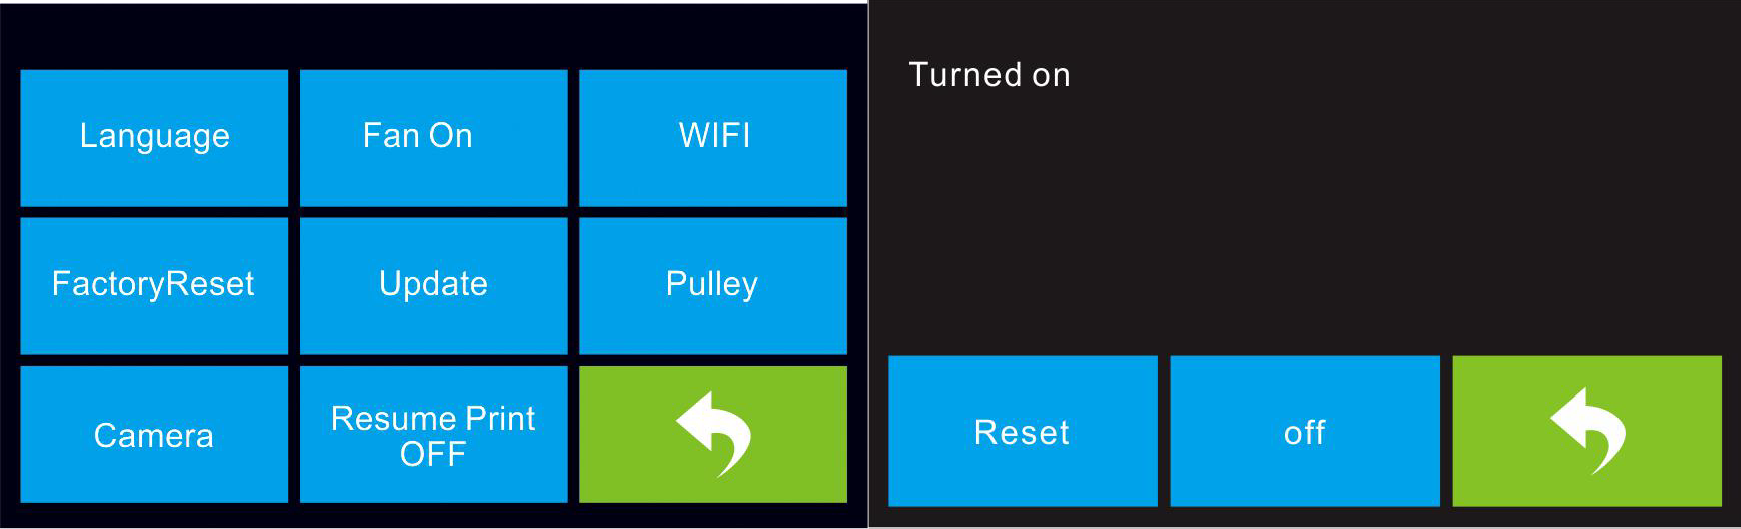 Language
Fan On
WIFI
FactoryReset
Update
Pulley
Camera
Resume Print
OFF
Turned on
Reset
off